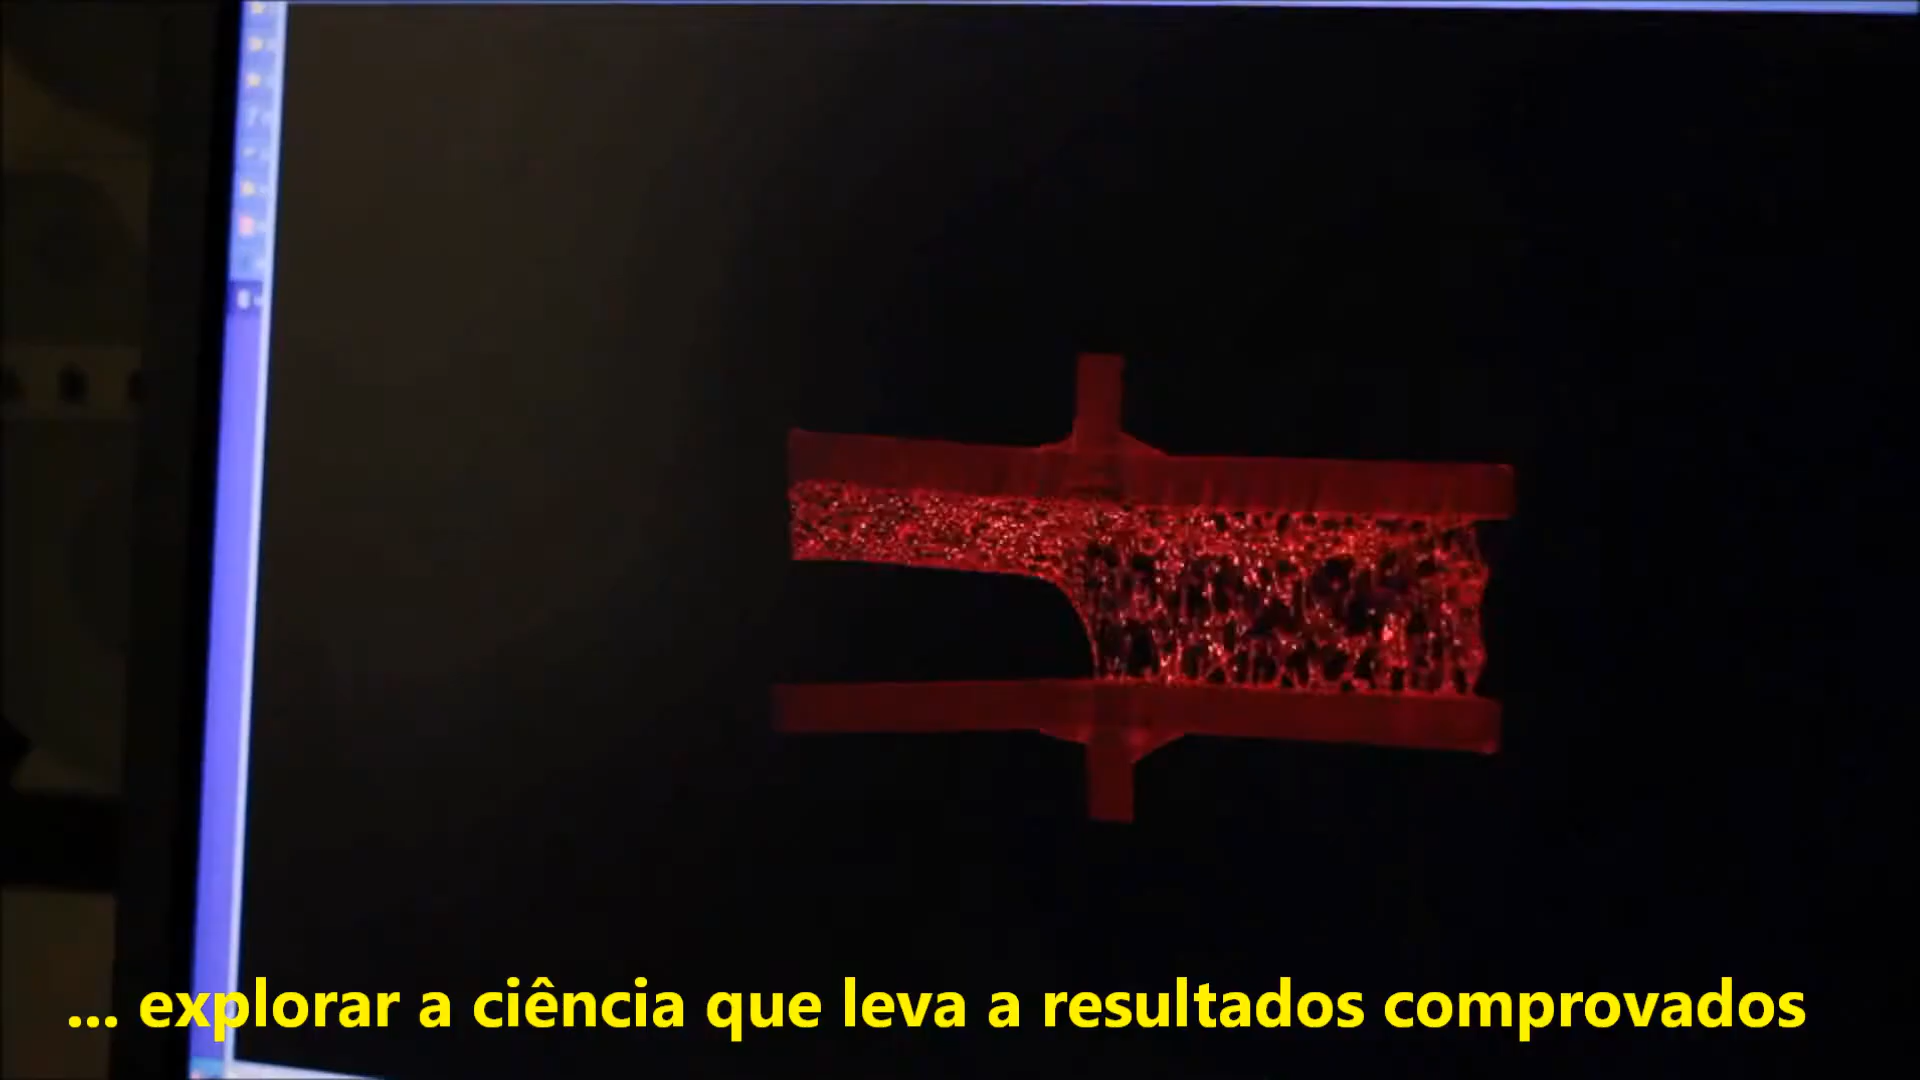 ... explorar a ciência que leva a resultados comprovados